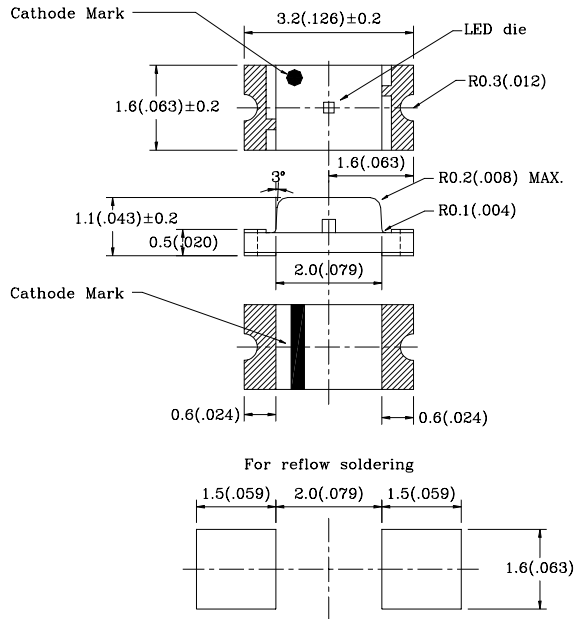 Cathode Mark
3.2(.126)±0.2
LED die
1.6(.063)±0.2
R0.3(.012)
1.6(.063)
3°
R0.2(.008) MAX.
1.1(.043)±0.2
R0.1(.004)
0.5(.020)
2.0(.079)
Cathode Mark
0.6(.024)
0.6(.024)
For reflow soldering
1.5(.059)
2.0(.079)
1.5(.059)
1.6(.063)